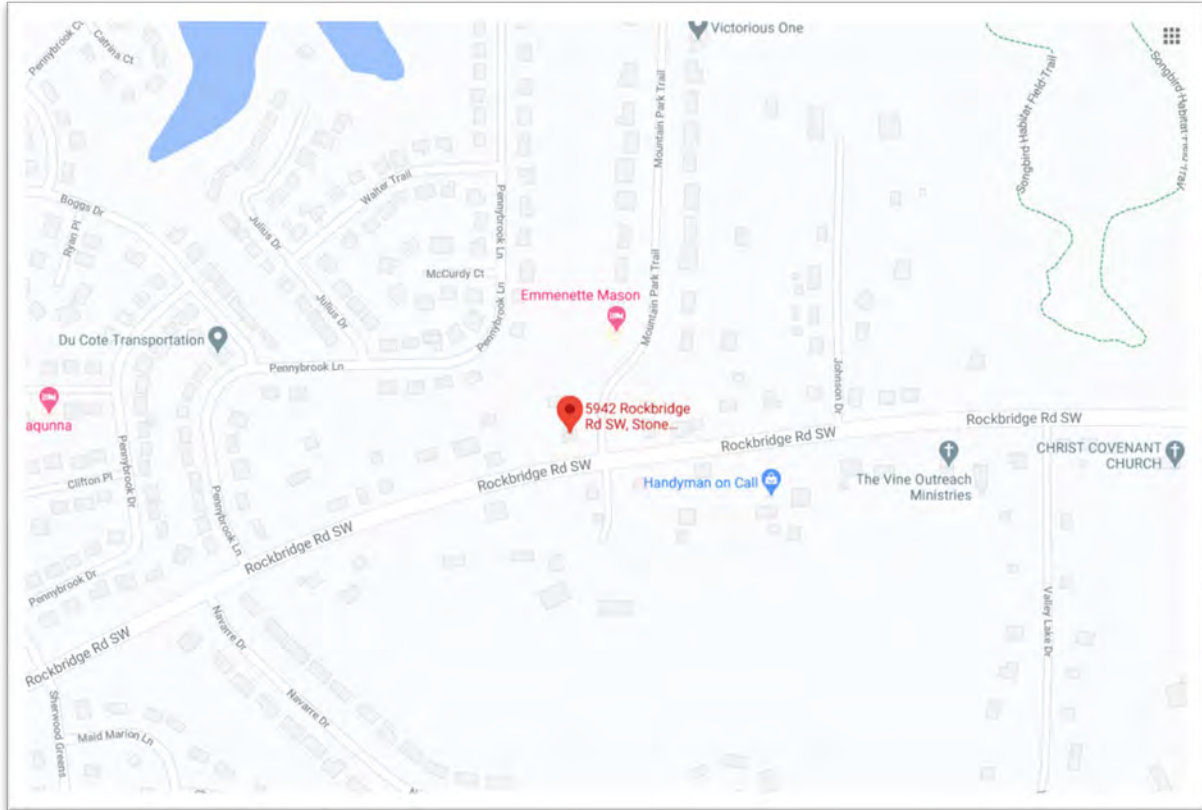 Victorious One
Pennybrook Ct
Catrina Ct
Songbird Habitat Field Trail
Songbird Habitat Field Trail
Mountain Park Trail
Walter Trail
Boggs Dr
Ryan Pl
Julius Dr
Pennybrook Ln
McCurdy Ct
Emmenette Mason
Mountain Park Trail
Julius Dr
Pennybrook Ln
Du Cote Transportation
Pennybrook Ln
Johnson Dr
aqunna
5942 Rockbridge
Rd SW, Stone...
Rockbridge Rd SW
Rockbridge Rd SW
CHRIST COVENANT
CHURCH
Pennybrook Dr
Clifton Pl
Rockbridge Rd SW
Handyman on Call
The Vine Outreach
Ministries
Pennybrook Ln
Rockbridge Rd SW
Pennybrook Dr
Navarre Dr
Valley Lake Dr
Rockbridge Rd SW
Navarre Dr
Sherwood Greens
Maid Marion Ln